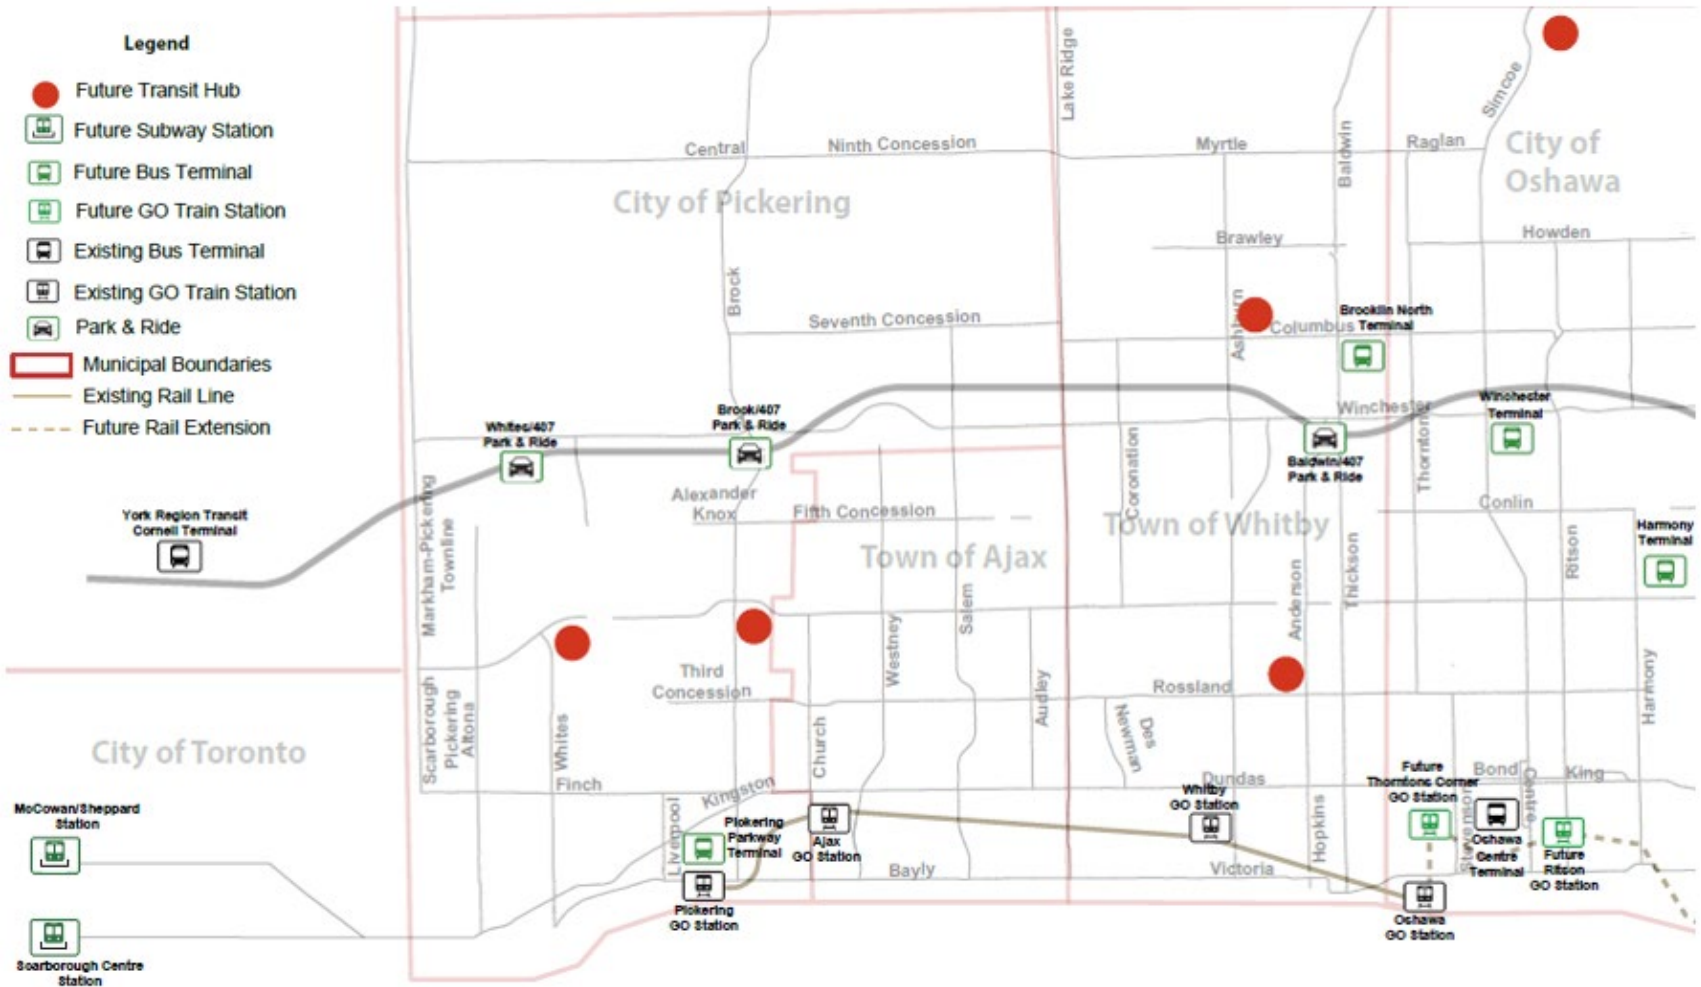 Legend
Future Transit Hub
Future Subway Station
Future Bus Terminal
Future GO Train Station
Existing Bus Terminal
Existing GO Train Station
Park & Ride
Municipal Boundaries
Existing Rail Line
Future Rail Extension
Lake Ridge
Simcoe
Central
Ninth Concession
Myrtle
Baldwin
Raglan
City of
Oshawa
City of Pickering
Brawley
Howden
Brock
Seventh Concession
Ashburn
Columbus
Brooklin North
Terminal
Whites/407
Park & Ride
Brock/407
Park & Ride
Winchester
Winchester
Terminal
Baldwin/407
Park & Ride
Thornton
Coronation
Conlin
Markham-Pickering
Townline
Alexander
Knox
Fifth Concession
Town of Ajax
Town of Whitby
York Region Transit
Cornell Terminal
Harmony
Terminal
Ritson
Thickson
Anderson
Salem
Westney
Third
Concession
Rossland
Audley
Harmony
Scarborough
Pickering
Altona
Whites
Church
Des
Newman
City of Toronto
Finch
Kingston
Dundas
Bond
King
Centre
Stevenson
Future
Thorntons Corner
GO Station
McCowan/Sheppard
Station
Liverpool
Pickering
Parkway
Terminal
Ajax
GO Station
Whitby
GO Station
Hopkins
Oshawa
Centre
Terminal
Future
Ritson
GO Station
Bayly
Victoria
Pickering
GO Station
Oshawa
GO Station
Scarborough Centre
Station